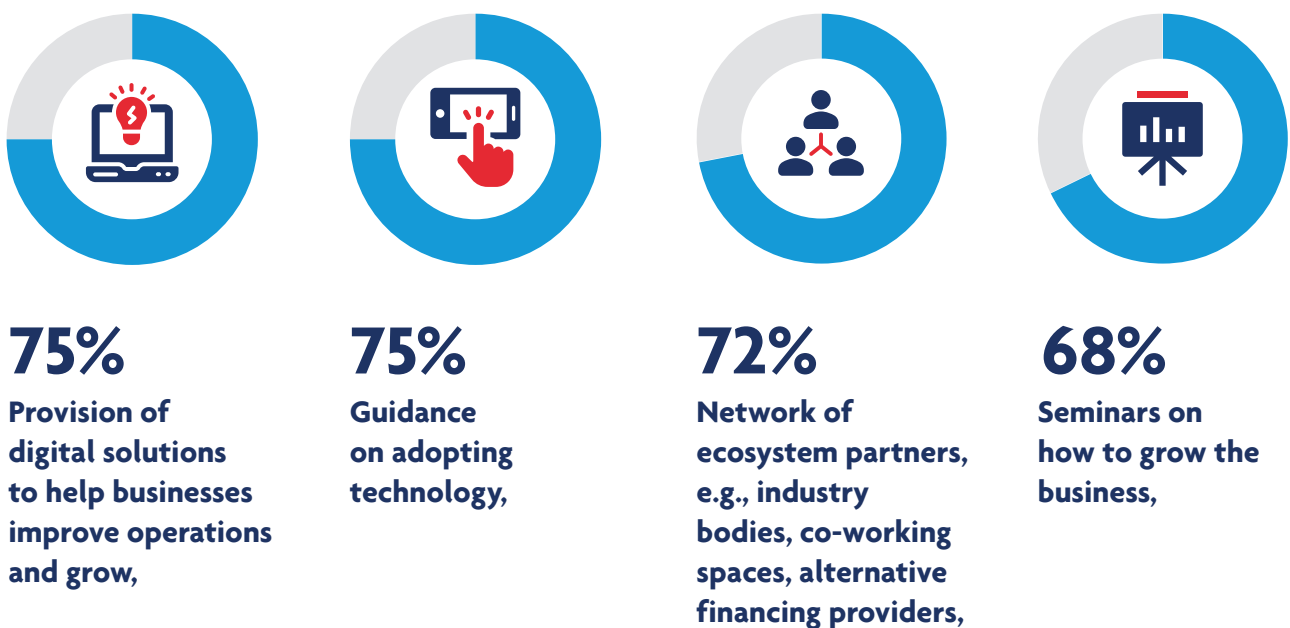 75%
Provision of
digital solutions
to help businesses
improve operations
and grow,
75%
Guidance
on adopting
technology,
72%
Network of
ecosystem partners,
e.g., industry
bodies, co-working
spaces, alternative
financing providers,
68%
Seminars on
how to grow the
business,